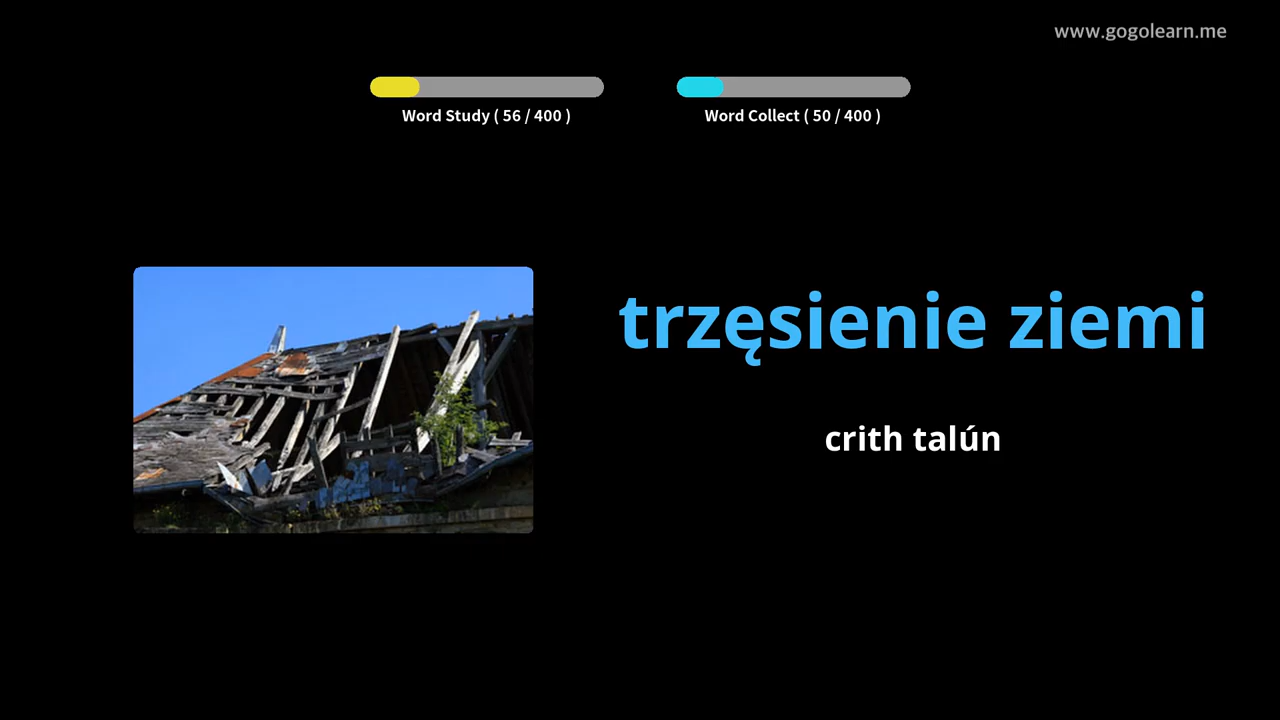 www.gogolearn.me
Word Study ( 56 / 400 )
Word Collect ( 50 / 400 )
trzęsienie ziemi
crith talún